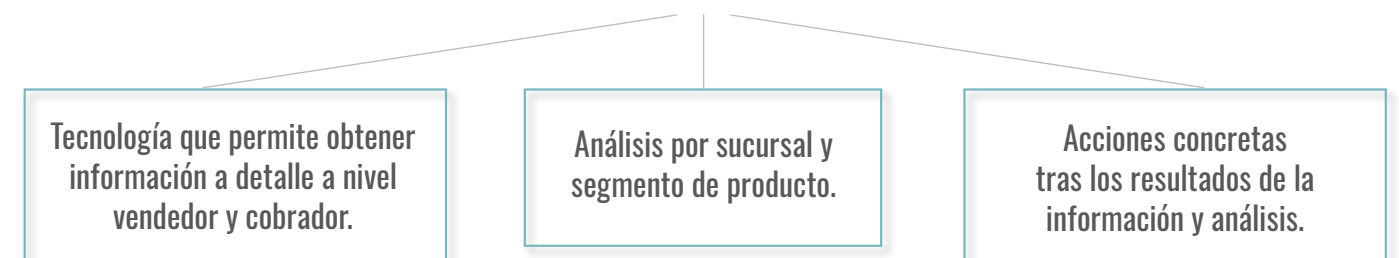 Tecnología que permite obtener
información a detalle a nivel
vendedor y cobrador.
Análisis por sucursal y
segmento de producto.
Acciones concretas
tras los resultados de la
información y análisis.